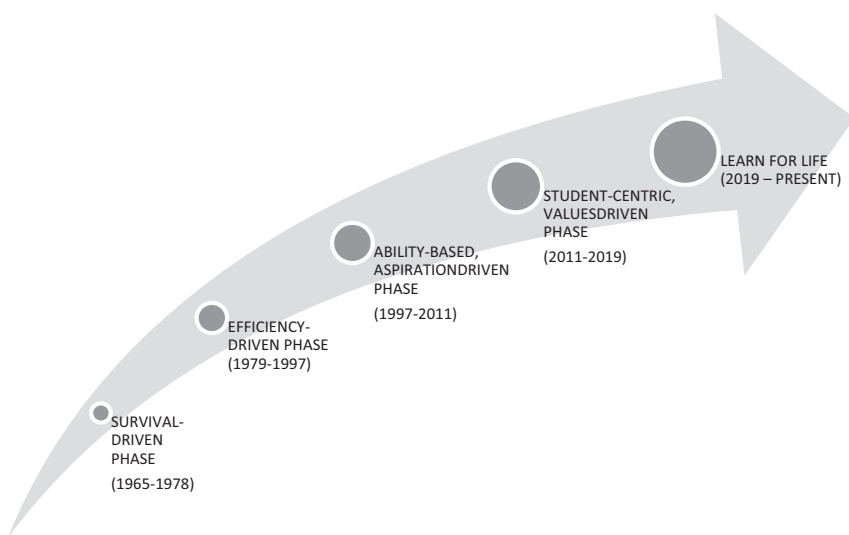 SURVIVAL-
DRIVEN
PHASE
(1965-1978)
EFFICIENCY-
DRIVEN PHASE
(1979-1997)
ABILITY-BASED,
ASPIRATIONDRIVEN
PHASE
(1997-2011)
STUDENT-CENTRIC,
VALUESDRIVEN
PHASE
(2011-2019)
LEARN FOR LIFE
(2019 – PRESENT)